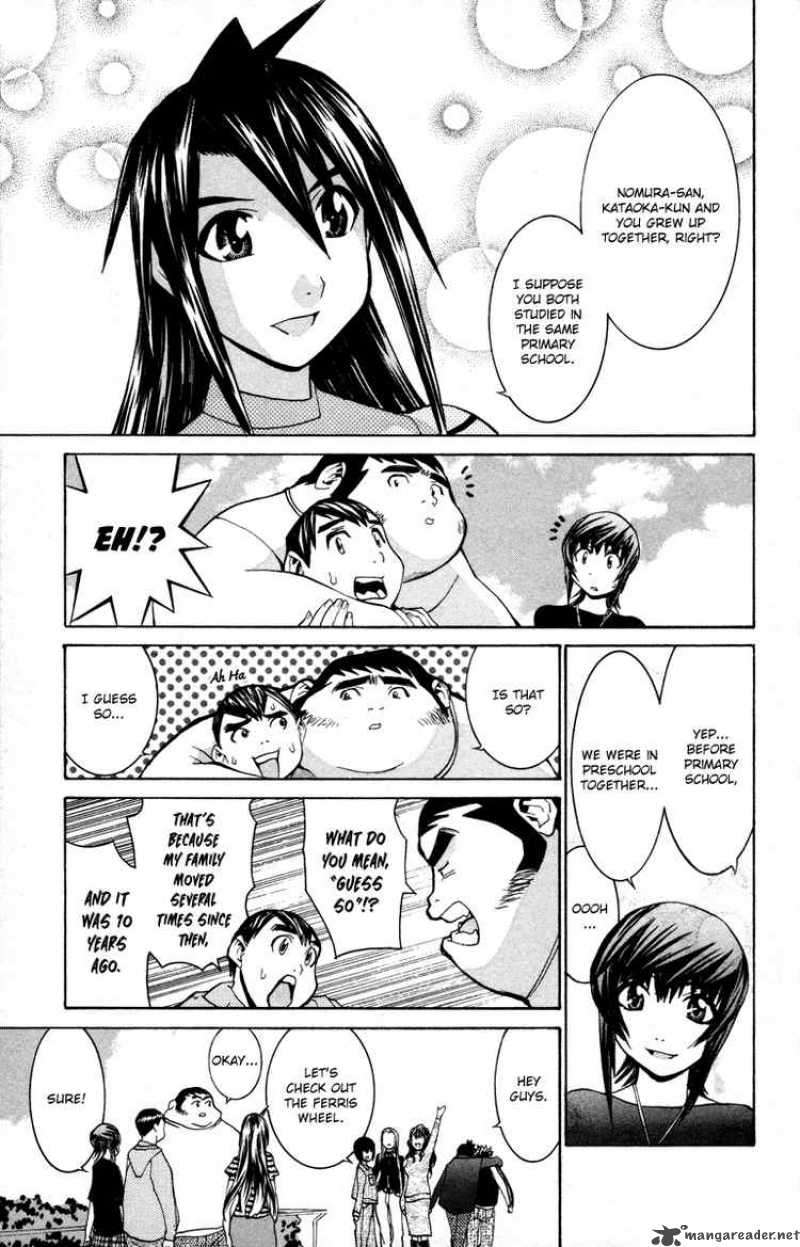 NOMURA-SAN,
KATAOKA-KUN AND
YOU GREW UP
TOGETHER, RIGHT?
I SUPPOSE
YOU BOTH
STUDIED IN
THE SAME
PRIMARY
SCHOOL.
EH!?
YEP...
BEFORE
PRIMARY
SCHOOL,
WE WERE IN
PRESCHOOL
TOGETHER...
OOOH
...
IS THAT
SO?
Ah Ha
I GUESS
SO...
WHAT DO
YOU MEAN,
"GUESS
SO"!?
THAT'S
BECAUSE
MY FAMILY
MOVED
SEVERAL
TIMES SINCE
THEN,
AND IT
WAS 10
YEARS
AGO.
HEY
GUYS.
LET'S
CHECK OUT
THE FERRIS
WHEEL.
OKAY...
SURE!
mangareader.net